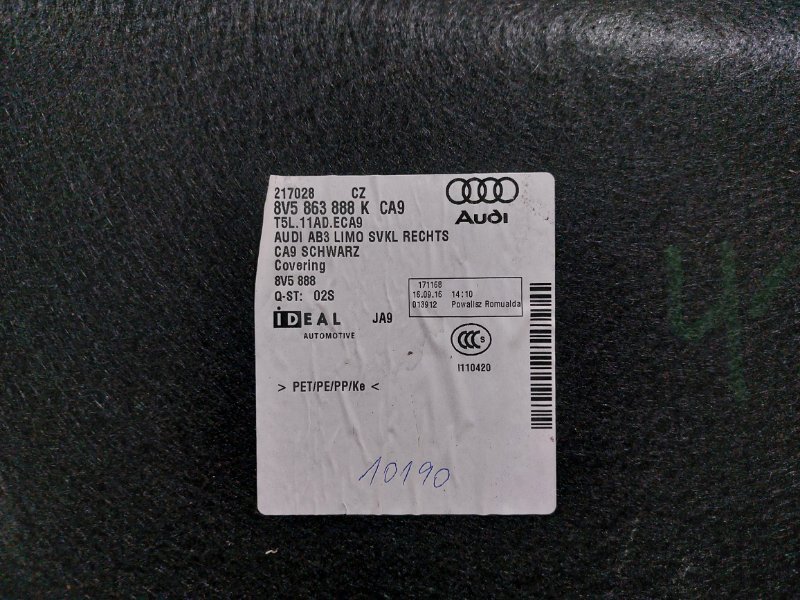 217028 CZ
8V5 863 888 K CA9
T5L.11AD.ECA9
AUDI AB3 LIMO SVKL RECHTS
CA9 SCHWARZ
Covering
8V5 888
Q-ST: 02S
Audi
171168
16.09.16 14:10
013912 Powalisz Romualda
iDEAL JA9
AUTOMOTIVE
CCC S
I110420
> PET/PE/PP/Ke <
10190